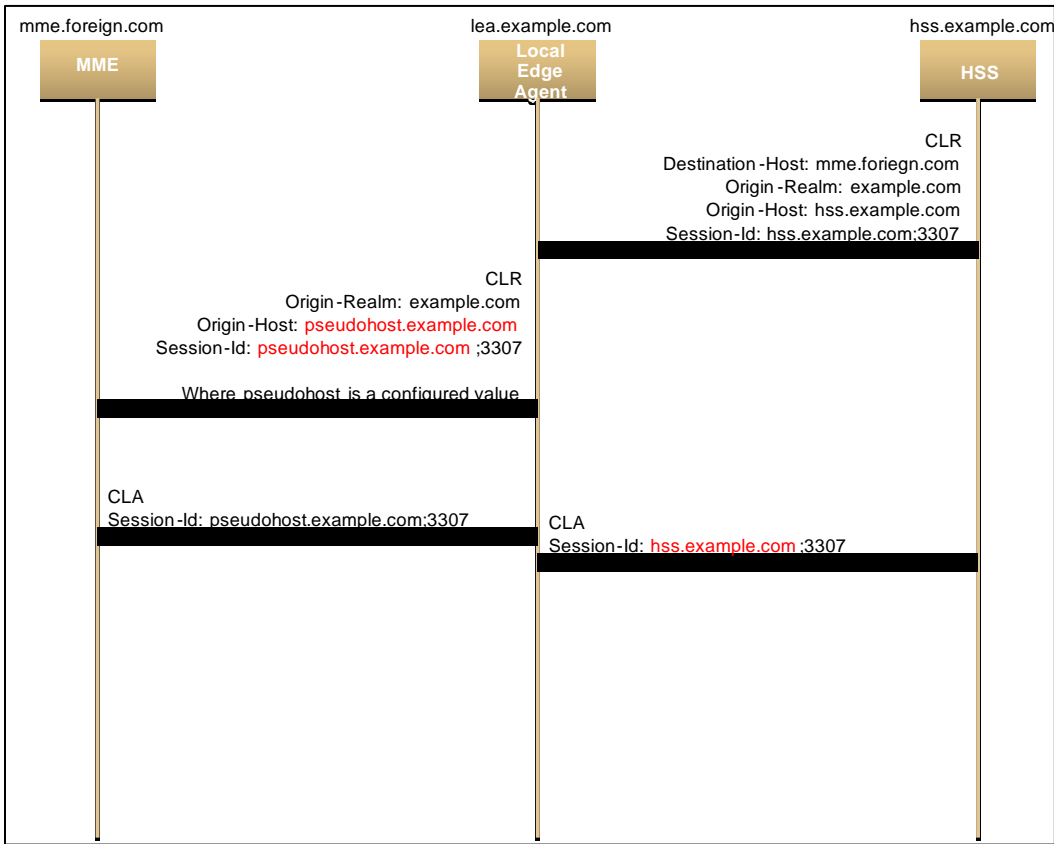 mme.foreign.com
lea.example.com
hss.example.com
MME
Local
Edge
Agent
HSS
CLR
Destination-Host: mme.foriegn.com
Origin-Realm: example.com
Origin-Host: hss.example.com
Session-Id: hss.example.com;3307
CLR
Origin-Realm: example.com
Origin-Host: pseudohost.example.com
Session-Id: pseudohost.example.com ;3307
Where pseudohost is a configured value
CLA
Session-Id: pseudohost.example.com;3307
CLA
Session-Id: hss.example.com ;3307